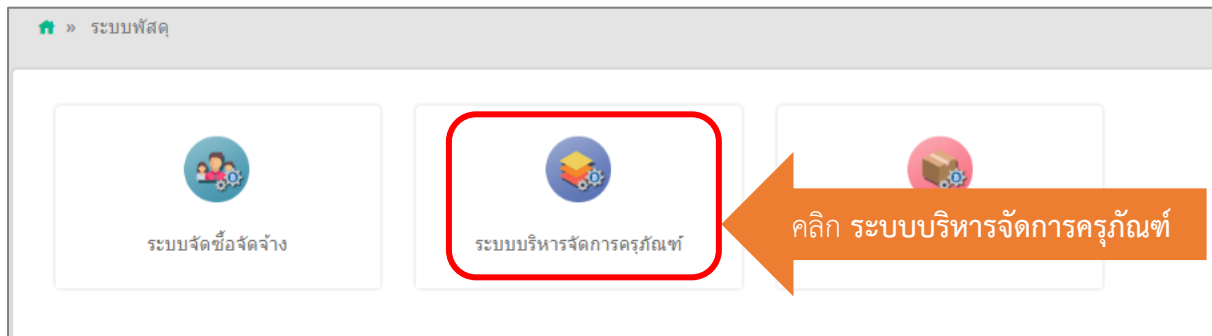 » ระบบพัสดุ
ระบบจัดซื้อจัดจ้าง
ระบบบริหารจัดการครุภัณฑ์
คลิก ระบบบริหารจัดการครุภัณฑ์